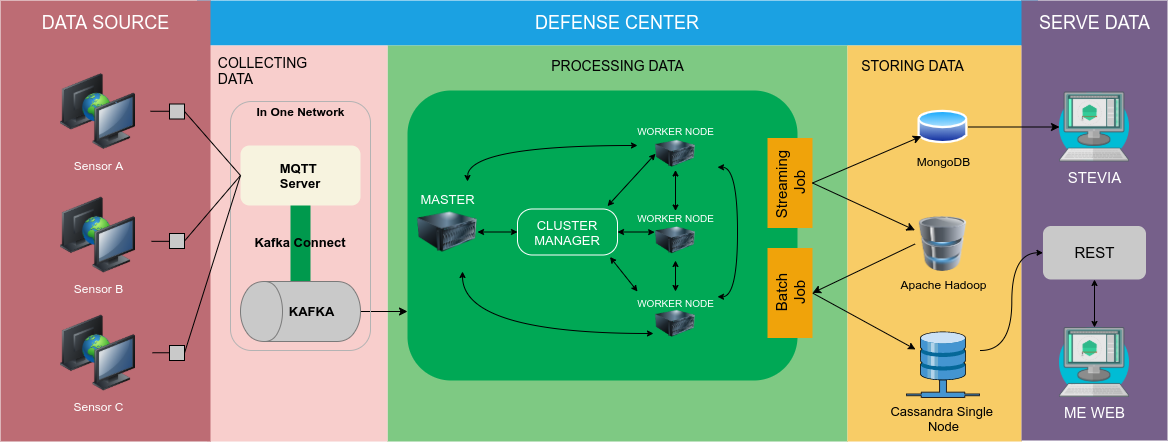 DATA SOURCE
DEFENSE CENTER
SERVE DATA
COLLECTING
DATA
PROCESSING DATA
STORING DATA
In One Network
Sensor A
MQTT
Server
Kafka Connect
Sensor B
KAFKA
Sensor C
MASTER
CLUSTER
MANAGER
WORKER NODE
WORKER NODE
WORKER NODE
Streaming
Job
Batch
Job
MongoDB
Apache Hadoop
Cassandra Single
Node
STEVIA
REST
ME WEB